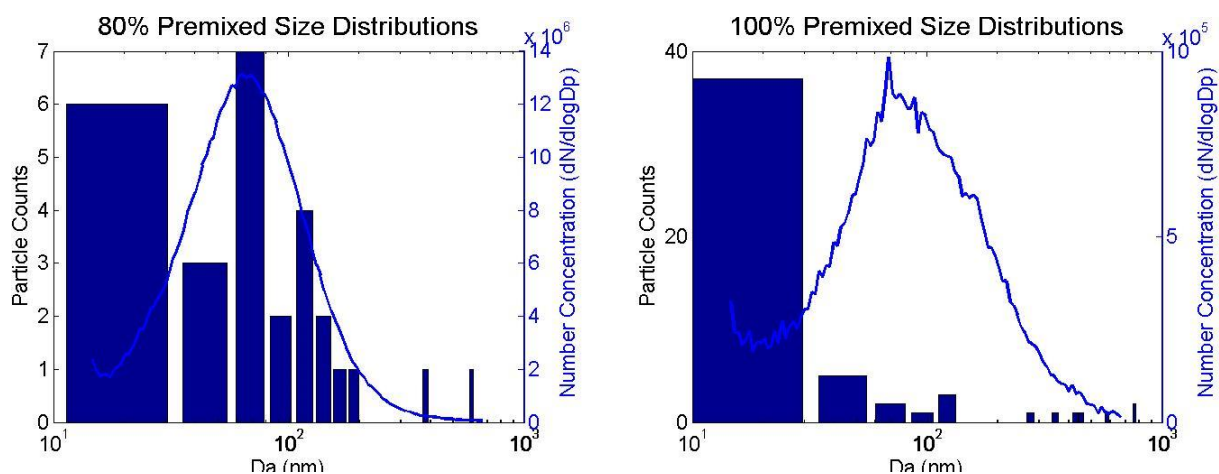 80% Premixed Size Distributions
x 10^6
7
6
5
4
3
2
1
0
Particle Counts
14
12
10
8
6
4
2
0
Number Concentration (dN/dlogDp)
10^1
10^2
10^3
Da (nm)
100% Premixed Size Distributions
x 10^5
40
20
0
Particle Counts
10
5
0
Number Concentration (dN/dlogDp)
10^1
10^2
10^3
Da (nm)